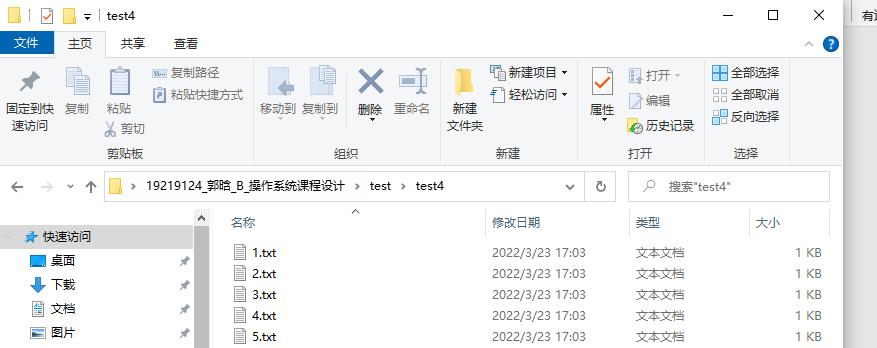 test4
有
文件 主页 共享 查看
固定到快速访问
复制
粘贴
剪切
复制路径
粘贴快捷方式
剪贴板
移动到
复制到
删除
重命名
组织
新建文件夹
新建项目
轻松访问
新建
属性
打开
编辑
历史记录
打开
全部选择
全部取消
反向选择
选择
19219124_郭晗_B_操作系统课程设计 test test4
搜索"test4"
快速访问
桌面
下载
文档
图片
名称 修改日期 类型 大小
1.txt 2022/3/23 17:03 文本文档 1 KB
2.txt 2022/3/23 17:03 文本文档 1 KB
3.txt 2022/3/23 17:03 文本文档 1 KB
4.txt 2022/3/23 17:03 文本文档 1 KB
5.txt 2022/3/23 17:03 文本文档 1 KB